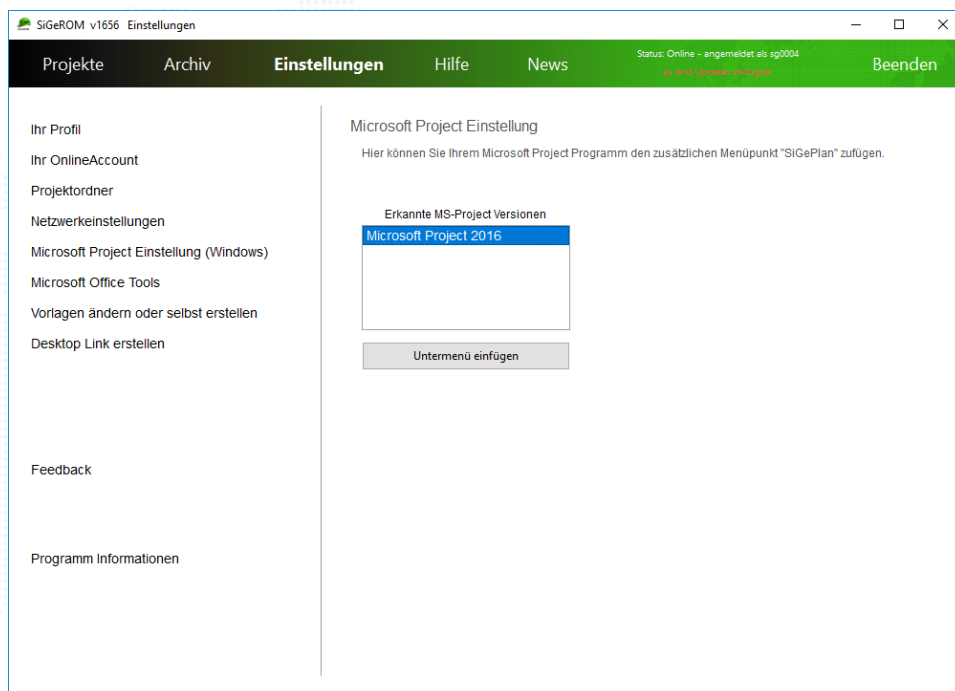 SiGeROM v1656 Einstellungen
Projekte Archiv Einstellungen Hilfe News Status: Online - angemeldet als sg0004 Beenden
es sind Updates verfügbar
Ihr Profil
Ihr OnlineAccount
Projektordner
Netzwerkeinstellungen
Microsoft Project Einstellung (Windows)
Microsoft Office Tools
Vorlagen ändern oder selbst erstellen
Desktop Link erstellen
Feedback
Programm Informationen
Microsoft Project Einstellung
Hier können Sie Ihrem Microsoft Project Programm den zusätzlichen Menüpunkt "SiGePlan" zufügen.
Erkannte MS-Project Versionen
Microsoft Project 2016
Untermenü einfügen